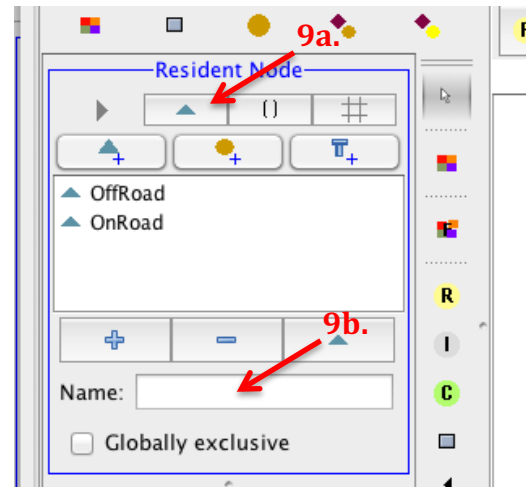 9a.
F
Resident Node
()
T
OffRoad
OnRoad
F
R
9b.
I
Name:
C
Globally exclusive